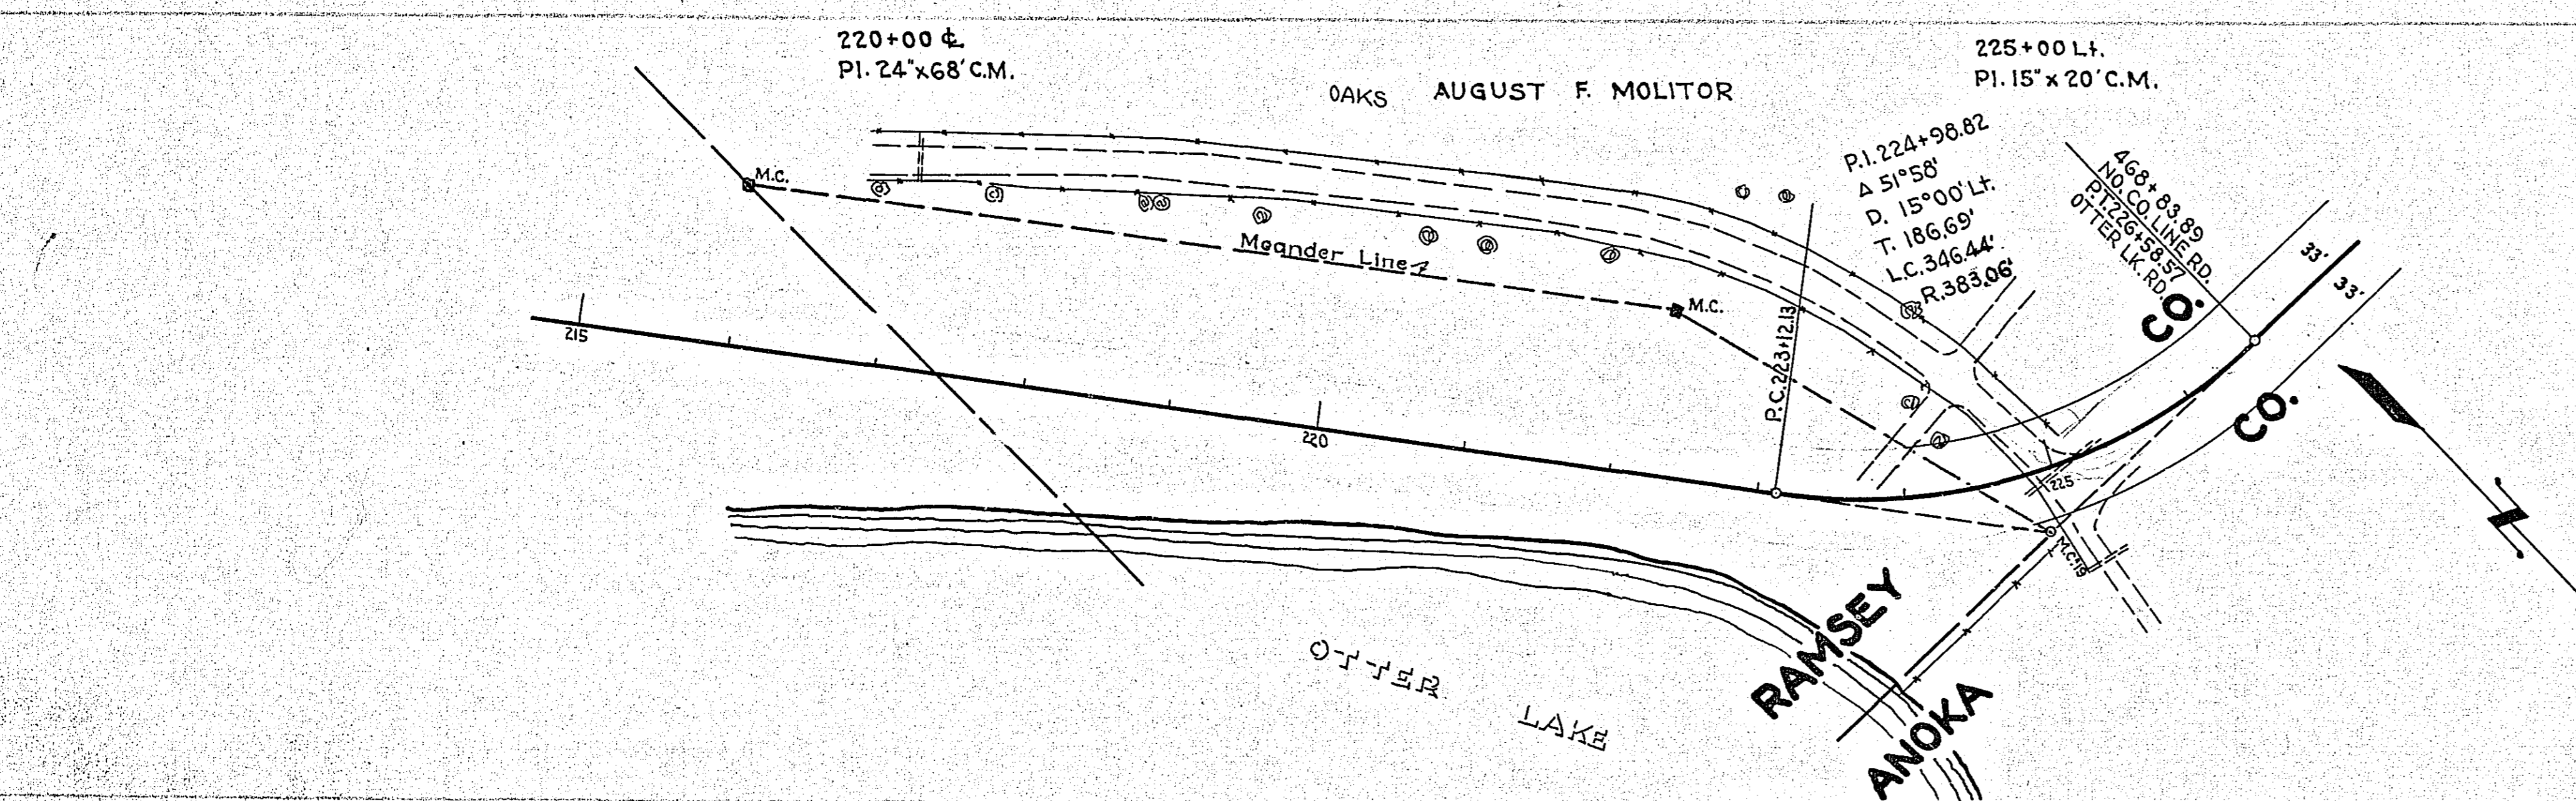 220+00 ℄
Pl. 24"x68' C.M.
OAKS
AUGUST F. MOLITOR
225+00 Lt.
Pl. 15" x 20' C.M.
P.I. 224+98.82
Δ 51°58'
D. 15°00' Lt.
T. 186.69'
L.C. 346.44'
R. 383.06'
468+83.89
NO. CO. LINE RD.
P.T. 226+58.57
OTTER LK. RD.
33'
33'
M.C.
Meander Line
M.C.
P.C. 223+12.13
CO.
CO.
215
220
225
M.C. 19
N
OTTER
LAKE
RAMSEY
ANOKA